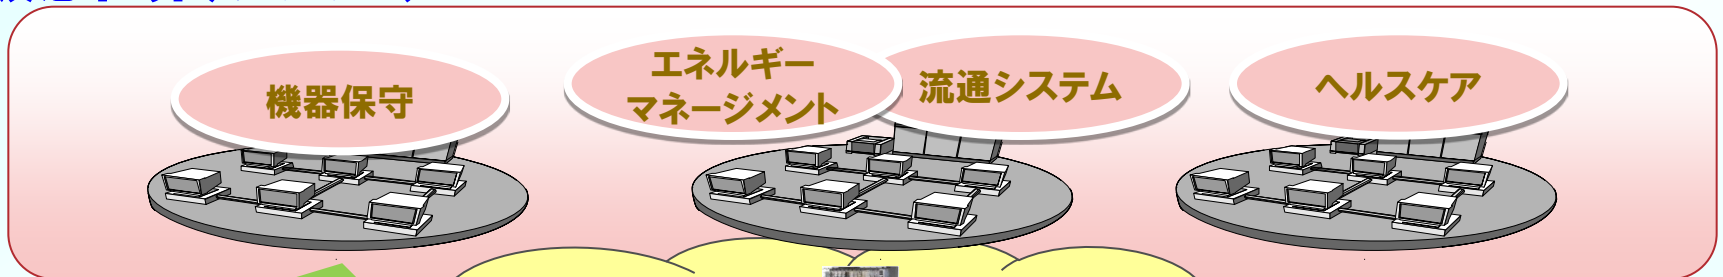 機器保守
エネルギー
マネージメント
流通システム
ヘルスケア